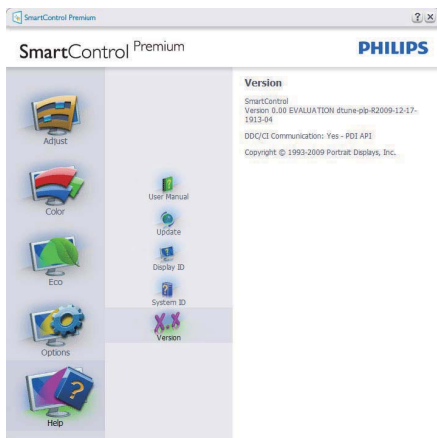 SmartControl Premium
SmartControl Premium
PHILIPS
Adjust
Color
Eco
Options
Help
User Manual
Update
Display ID
System ID
X.X
Version
Version
SmartControl
Version 0.00 EVALUATION dtune-plp-R2009-12-17-
1913-04
DDC/CI Communication: Yes - PDI API
Copyright © 1993-2009 Portrait Displays, Inc.